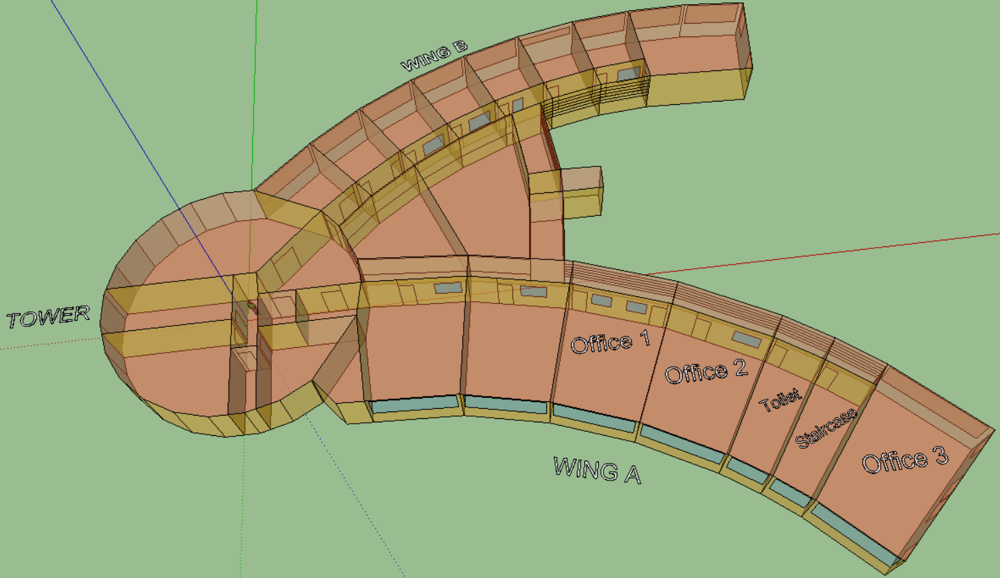 WING B
TOWER
Office 1
Office 2
Toilet
Staircase
Office 3
WING A